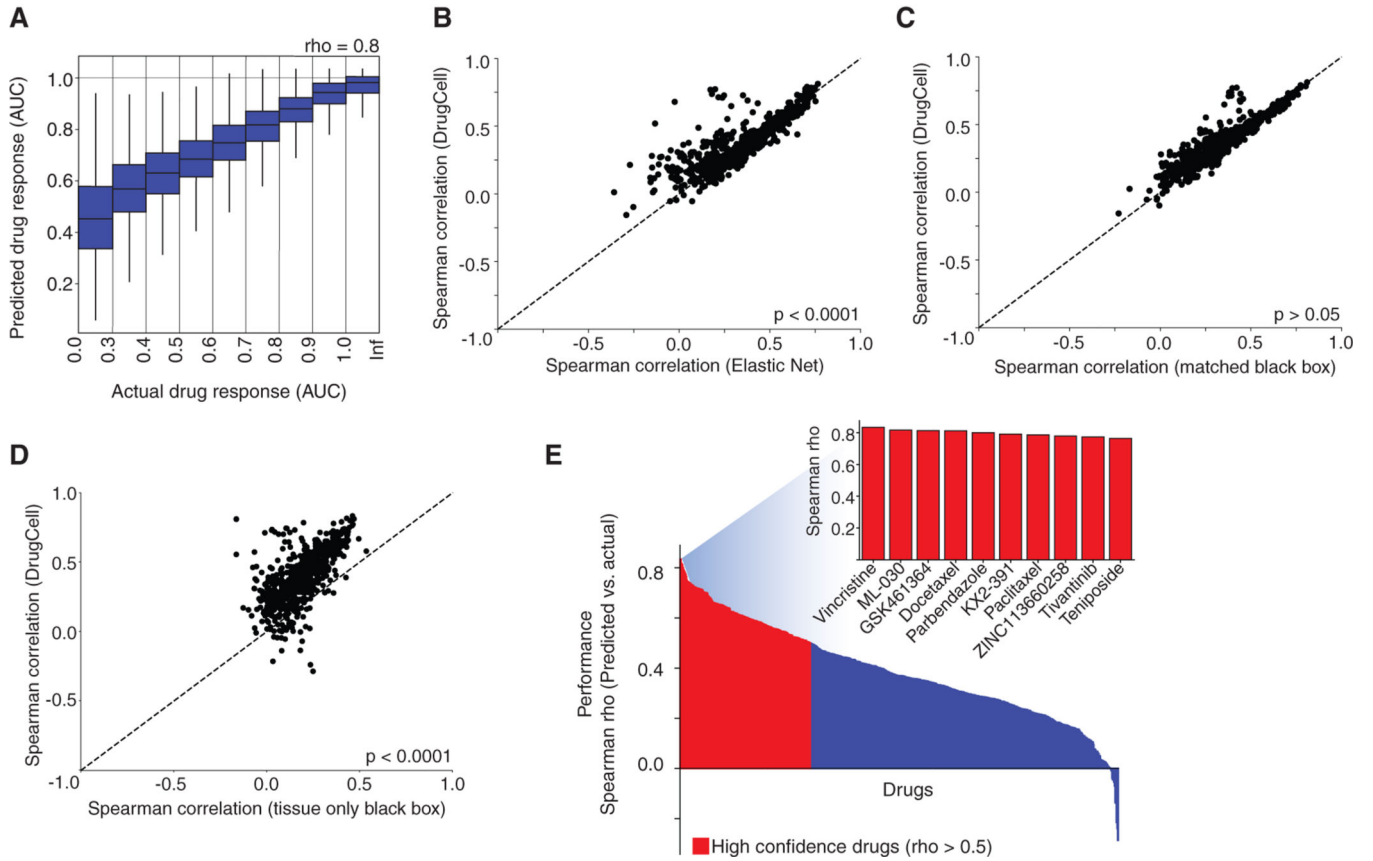 A
rho = 0.8
Predicted drug response (AUC)
1.0
0.8
0.6
0.4
0.2
0.0
0.3
0.4
0.5
0.6
0.7
0.8
0.9
1.0
Inf
Actual drug response (AUC)
B
Spearman correlation (DrugCell)
1.0
0.5
0.0
-0.5
-1.0
-0.5
0.0
0.5
1.0
p < 0.0001
Spearman correlation (Elastic Net)
C
Spearman correlation (DrugCell)
1.0
0.5
0.0
-0.5
-1.0
-1.0
-0.5
0.0
0.5
1.0
p > 0.05
Spearman correlation (matched black box)
D
Spearman correlation (DrugCell)
1.0
0.5
0.0
-0.5
-1.0
-0.5
0.0
0.5
1.0
p < 0.0001
Spearman correlation (tissue only black box)
E
Spearman rho
0.8
0.6
0.4
0.2
Vincristine
ML-030
GSK461364
Docetaxel
Parbendazole
KX2-391
Paclitaxel
ZINC113660258
Tivantinib
Teniposide
Performance
Spearman rho (Predicted vs. actual)
0.8
0.4
0.0
Drugs
High confidence drugs (rho > 0.5)